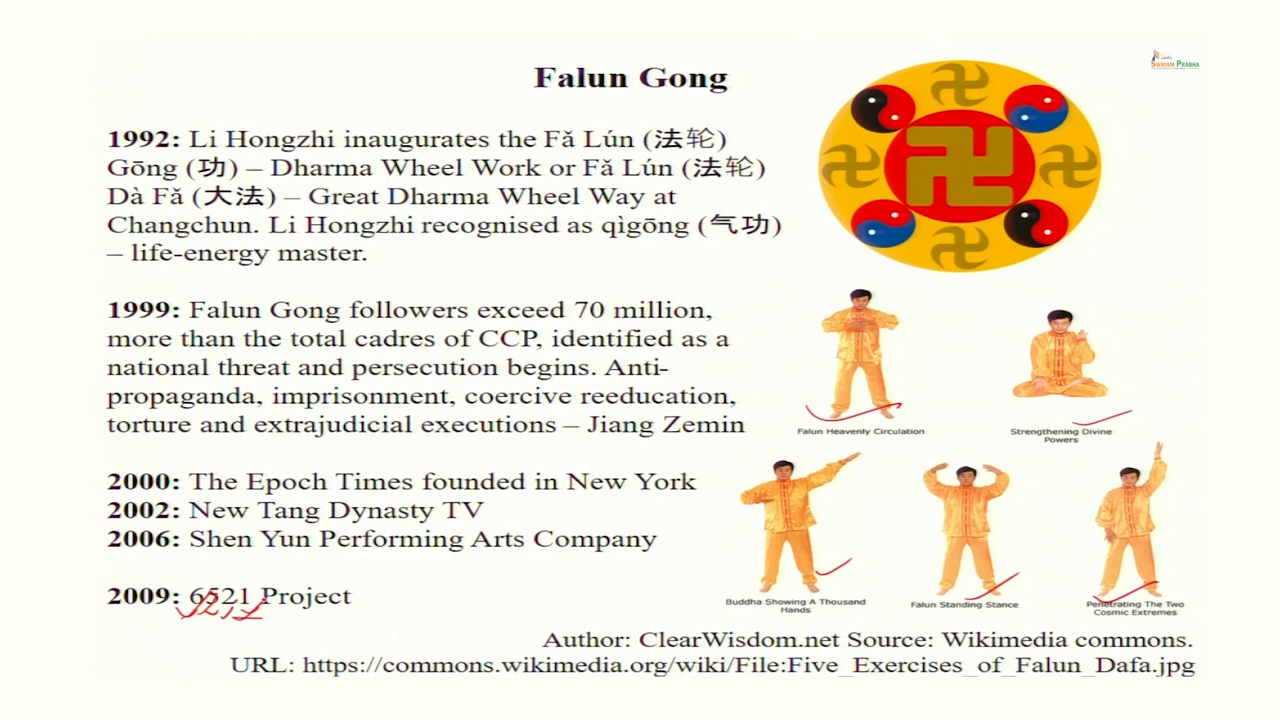 SWAYAM PRABHA
Falun Gong
1992: Li Hongzhi inaugurates the Fǎ Lún (法轮)
Gōng (功) – Dharma Wheel Work or Fǎ Lún (法轮)
Dà Fǎ (大法) – Great Dharma Wheel Way at
Changchun. Li Hongzhi recognised as qìgōng (气功)
– life-energy master.
1999: Falun Gong followers exceed 70 million,
more than the total cadres of CCP, identified as a
national threat and persecution begins. Anti-
propaganda, imprisonment, coercive reeducation,
torture and extrajudicial executions – Jiang Zemin
2000: The Epoch Times founded in New York
2002: New Tang Dynasty TV
2006: Shen Yun Performing Arts Company
2009: 6521 Project
Falun Heavenly Circulation
Strengthening Divine
Powers
Buddha Showing A Thousand
Hands
Falun Standing Stance
Penetrating The Two
Cosmic Extremes
Author: ClearWisdom.net Source: Wikimedia commons.
URL: https://commons.wikimedia.org/wiki/File:Five_Exercises_of_Falun_Dafa.jpg